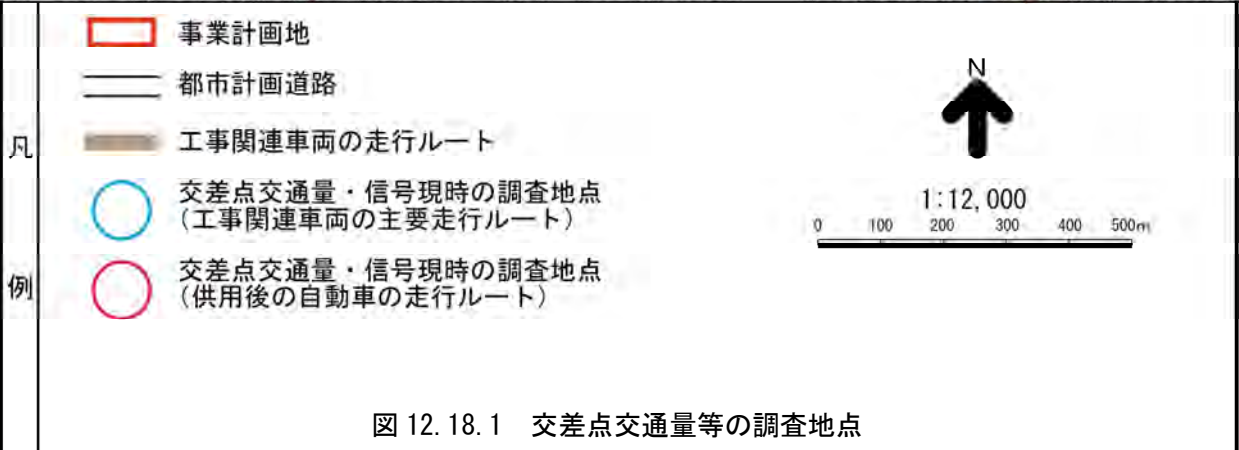 凡
例
事業計画地
都市計画道路
工事関連車両の走行ルート
交差点交通量・信号現時の調査地点
(工事関連車両の主要走行ルート)
交差点交通量・信号現時の調査地点
(供用後の自動車の走行ルート)
N
1:12,000
0 100 200 300 400 500m
図 12.18.1 交差点交通量等の調査地点